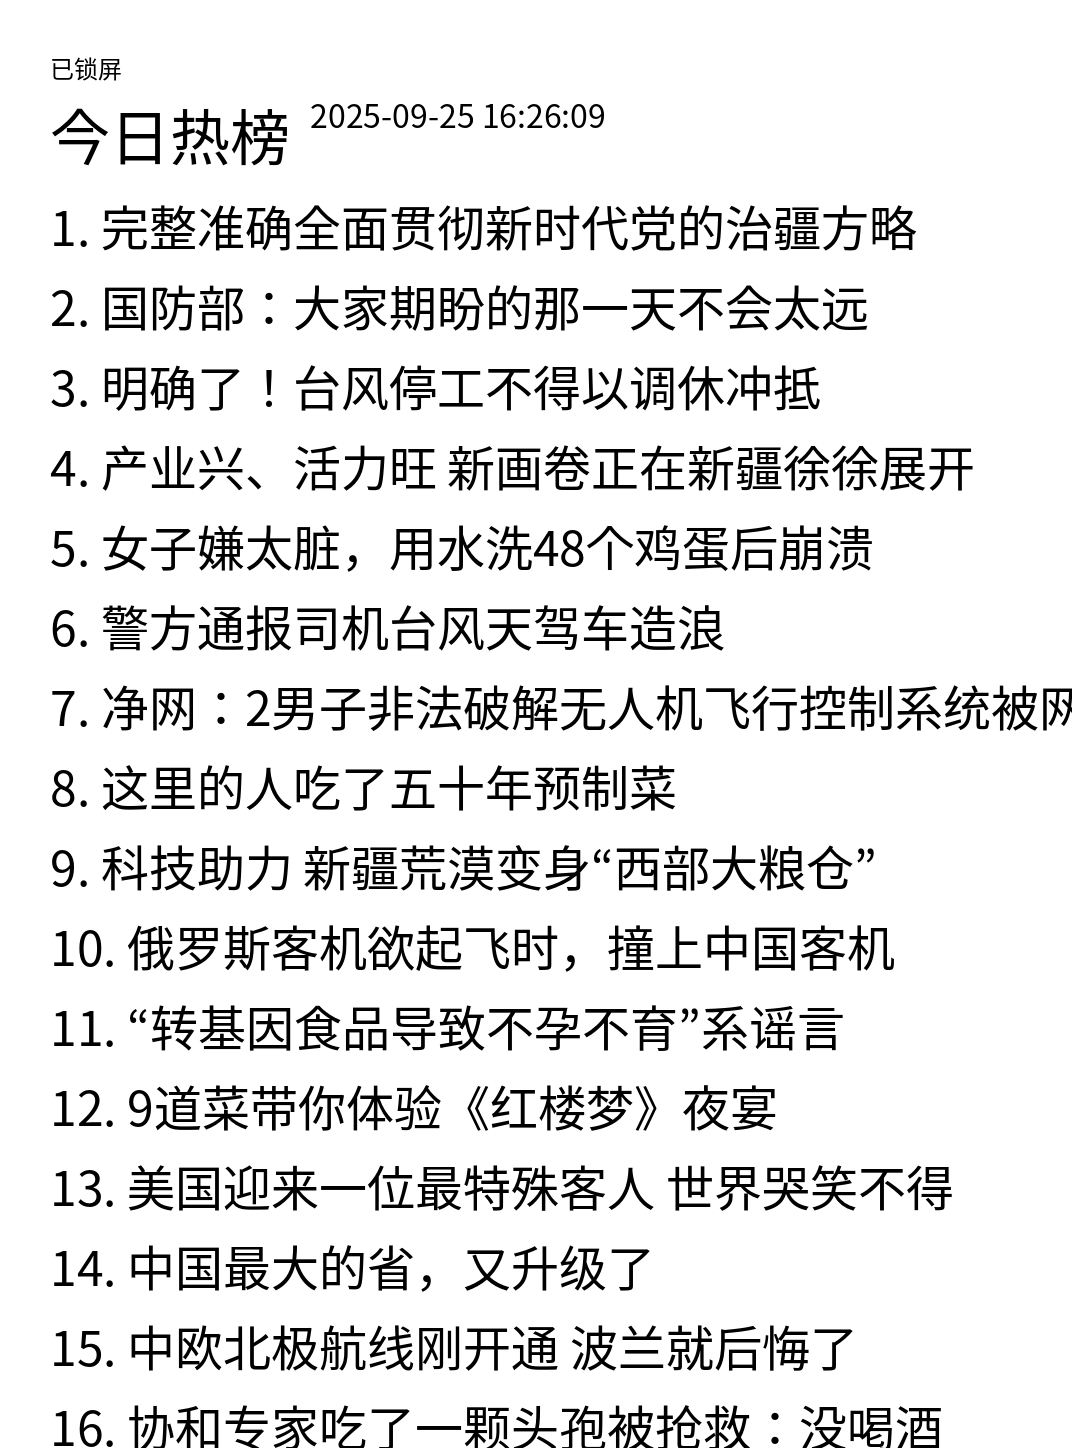 已锁屏
今日热榜 2025-09-25 16:26:09
1. 完整准确全面贯彻新时代党的治疆方略
2. 国防部：大家期盼的那一天不会太远
3. 明确了！台风停工不得以调休冲抵
4. 产业兴、活力旺 新画卷正在新疆徐徐展开
5. 女子嫌太脏，用水洗48个鸡蛋后崩溃
6. 警方通报司机台风天驾车造浪
7. 净网：2男子非法破解无人机飞行控制系统被网
8. 这里的人吃了五十年预制菜
9. 科技助力 新疆荒漠变身“西部大粮仓”
10. 俄罗斯客机欲起飞时，撞上中国客机
11. “转基因食品导致不孕不育”系谣言
12. 9道菜带你体验《红楼梦》夜宴
13. 美国迎来一位最特殊客人 世界哭笑不得
14. 中国最大的省，又升级了
15. 中欧北极航线刚开通 波兰就后悔了
16. 协和专家吃了一颗头孢被抢救：没喝酒